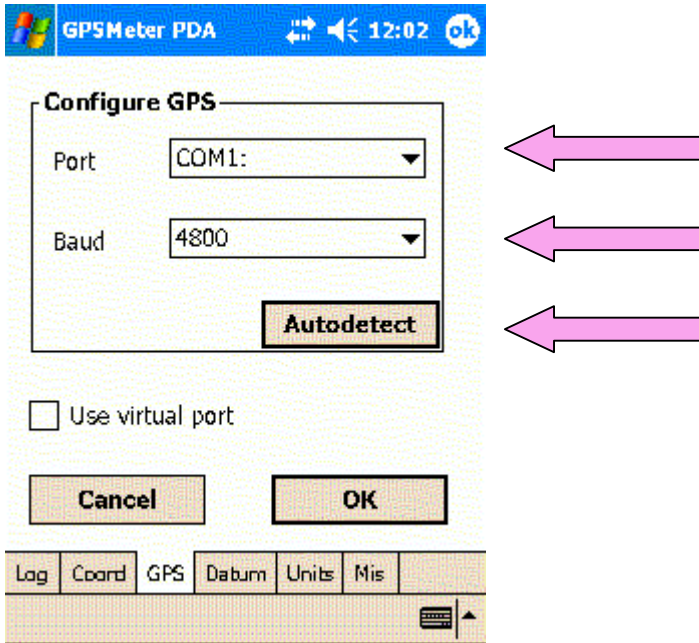 GPSMeter PDA 12:02 ok
Configure GPS
Port COM1:
Baud 4800
Autodetect
Use virtual port
Cancel OK
Log Coord GPS Datum Units Mis